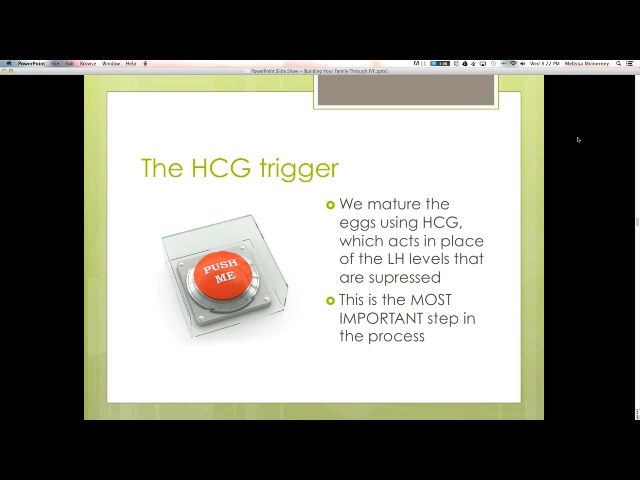 PowerPoint File Edit Browse Window Help
Wed 8:22 PM Melissa McInerney
PowerPoint Slide Show - [Building Your Family Through IVF.pptx]
The HCG trigger
PUSH
ME
We mature the
eggs using HCG,
which acts in place
of the LH levels that
are supressed
This is the MOST
IMPORTANT step in
the process